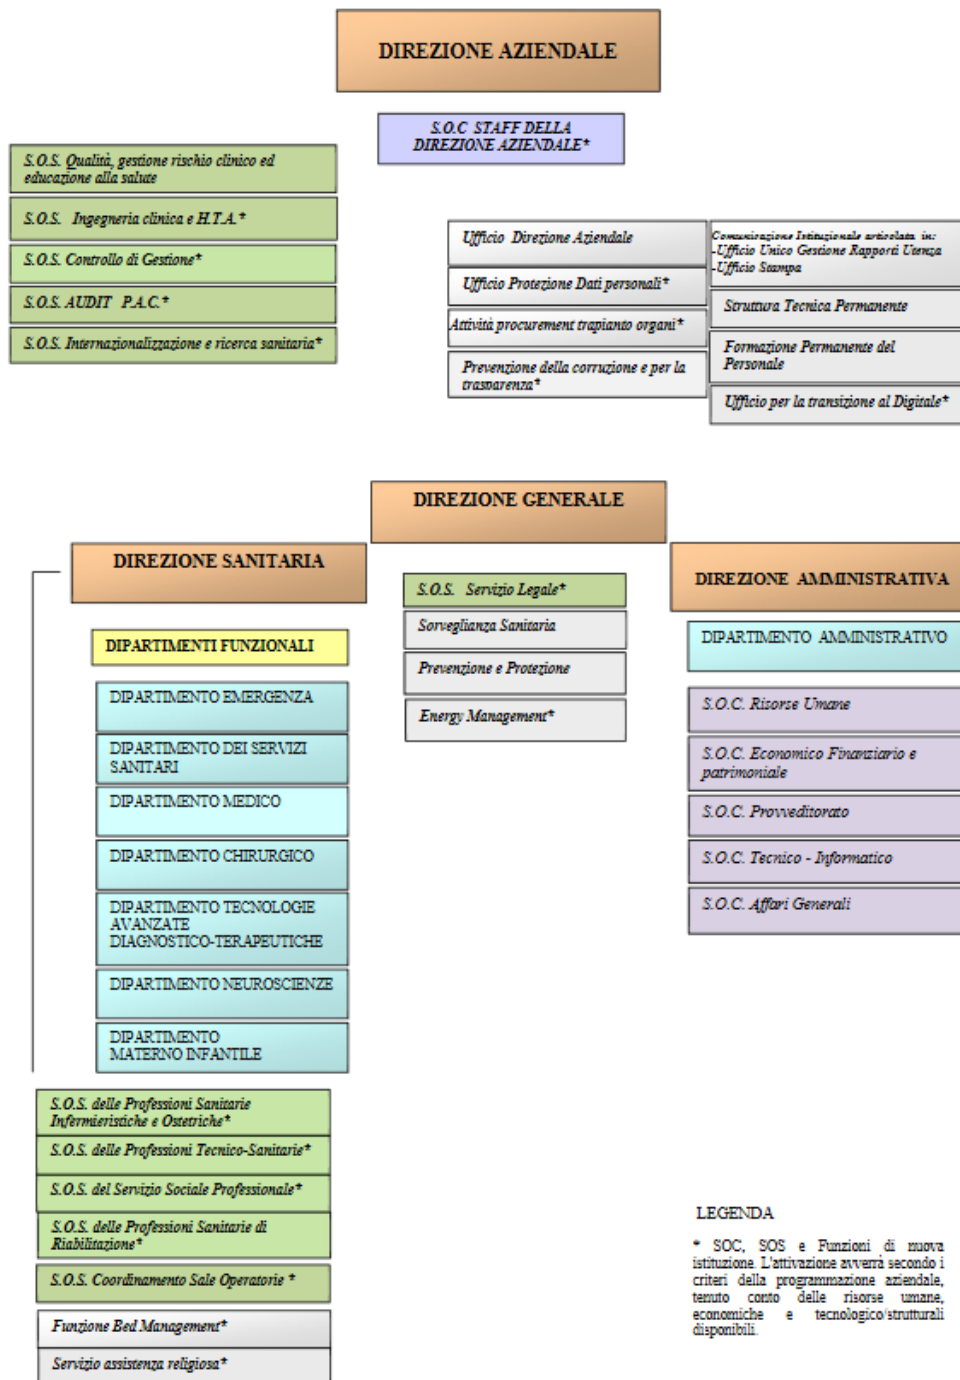 DIREZIONE AZIENDALE
S.O.C STAFF DELLA
DIREZIONE AZIENDALE*
S.O.S. Qualità, gestione rischio clinico ed
educazione alla salute
S.O.S. Ingegneria clinica e H.T.A.*
S.O.S. Controllo di Gestione*
S.O.S. AUDIT P.A.C.*
S.O.S. Internazionalizzazione e ricerca sanitaria*
Ufficio Direzione Aziendale
Ufficio Protezione Dati personali*
Attività procurement trapianto organi*
Prevenzione della corruzione e per la
trasparenza*
Comunicazione Istituzionale articolata in:
-Ufficio Unico Gestione Rapporti Utenza
-Ufficio Stampa
Struttura Tecnica Permanente
Formazione Permanente del
Personale
Ufficio per la transizione al Digitale*
DIREZIONE GENERALE
DIREZIONE SANITARIA
DIREZIONE AMMINISTRATIVA
S.O.S. Servizio Legale*
Sorveglianza Sanitaria
Prevenzione e Protezione
Energy Management*
DIPARTIMENTI FUNZIONALI
DIPARTIMENTO EMERGENZA
DIPARTIMENTO DEI SERVIZI
SANITARI
DIPARTIMENTO MEDICO
DIPARTIMENTO CHIRURGICO
DIPARTIMENTO TECNOLOGIE
AVANZATE
DIAGNOSTICO-TERAPEUTICHE
DIPARTIMENTO NEUROSCIENZE
DIPARTIMENTO
MATERNO INFANTILE
DIPARTIMENTO AMMINISTRATIVO
S.O.C. Risorse Umane
S.O.C. Economico Finanziario e
patrimoniale
S.O.C. Provveditorato
S.O.C. Tecnico - Informatico
S.O.C. Affari Generali
S.O.S. delle Professioni Sanitarie
Infermieristiche e Ostetriche*
S.O.S. delle Professioni Tecnico-Sanitarie*
S.O.S. del Servizio Sociale Professionale*
S.O.S. delle Professioni Sanitarie di
Riabilitazione*
S.O.S. Coordinamento Sale Operatorie *
Funzione Bed Management*
Servizio assistenza religiosa*
LEGENDA
* SOC, SOS e Funzioni di nuova
istituzione. L'attivazione avverrà secondo i
criteri della programmazione aziendale,
tenuto conto delle risorse umane,
economiche e tecnologico/strutturali
disponibili.